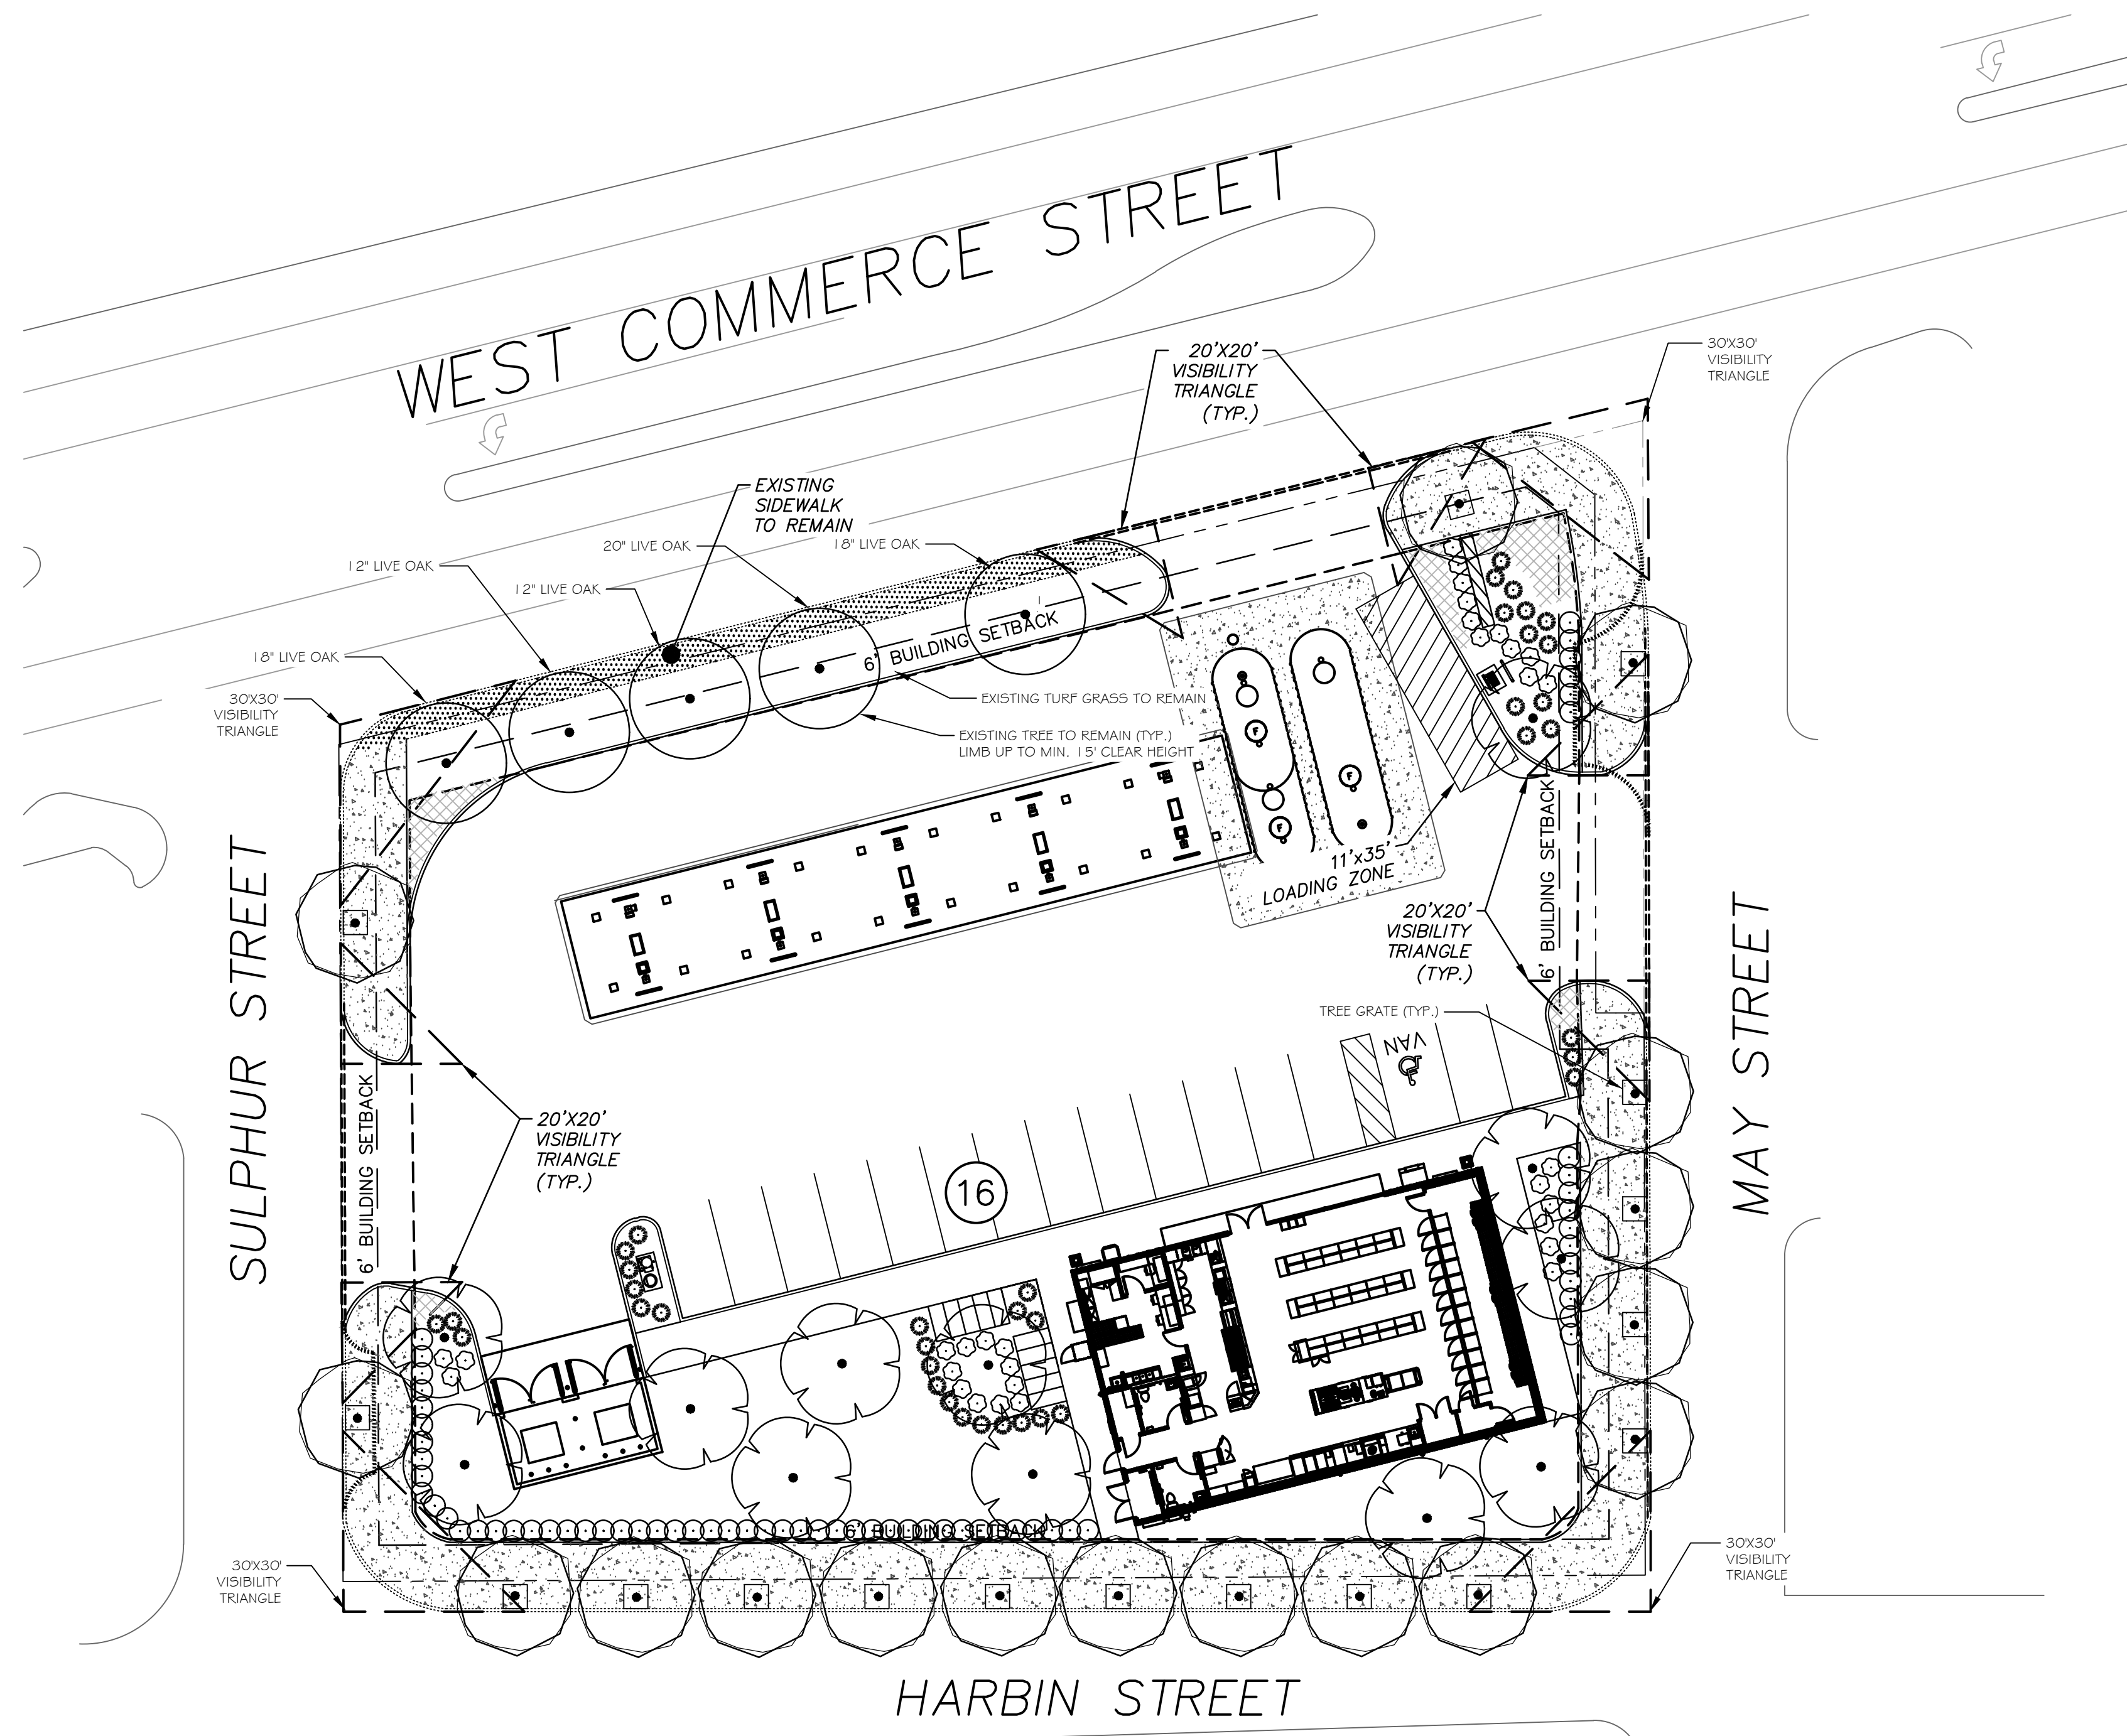 WEST COMMERCE STREET
20'X20'
VISIBILITY
TRIANGLE
(TYP.)
30'X30'
VISIBILITY
TRIANGLE
EXISTING
SIDEWALK
TO REMAIN
20" LIVE OAK
18" LIVE OAK
12" LIVE OAK
12" LIVE OAK
18" LIVE OAK
6' BUILDING SETBACK
30'X30'
VISIBILITY
TRIANGLE
EXISTING TURF GRASS TO REMAIN
EXISTING TREE TO REMAIN (TYP.)
LIMB UP TO MIN. 15' CLEAR HEIGHT
F
F
F
11'x35'
LOADING ZONE
6' BUILDING SETBACK
20'X20'
VISIBILITY
TRIANGLE
(TYP.)
SULPHUR STREET
MAY STREET
TREE GRATE (TYP.)
VAN
6' BUILDING SETBACK
20'X20'
VISIBILITY
TRIANGLE
(TYP.)
16
6' BUILDING SETBACK
30'X30'
VISIBILITY
TRIANGLE
30'X30'
VISIBILITY
TRIANGLE
HARBIN STREET